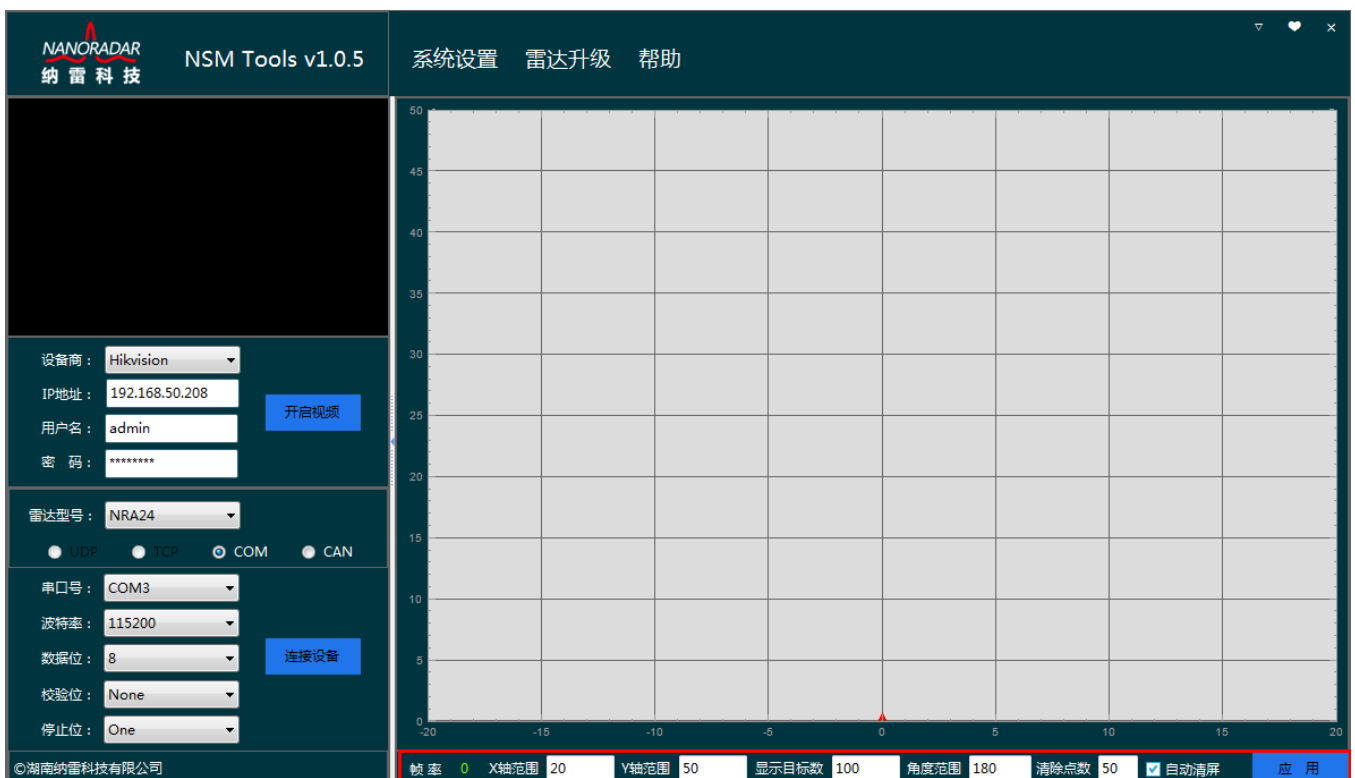 NANORADAR
纳雷科技
NSM Tools v1.0.5
系统设置 雷达升级 帮助
设备商： Hikvision
IP地址： 192.168.50.208
开启视频
用户名： admin
密 码： ********
雷达型号： NRA24
UDP TCP COM CAN
串口号： COM3
波特率： 115200
数据位： 8
连接设备
校验位： None
停止位： One
©湖南纳雷科技有限公司
50
45
40
35
30
25
20
15
10
5
0
-20 -15 -10 -5 0 5 10 15 20
帧率 0 X轴范围 20 Y轴范围 50 显示目标数 100 角度范围 180 清除点数 50 自动清屏 应 用